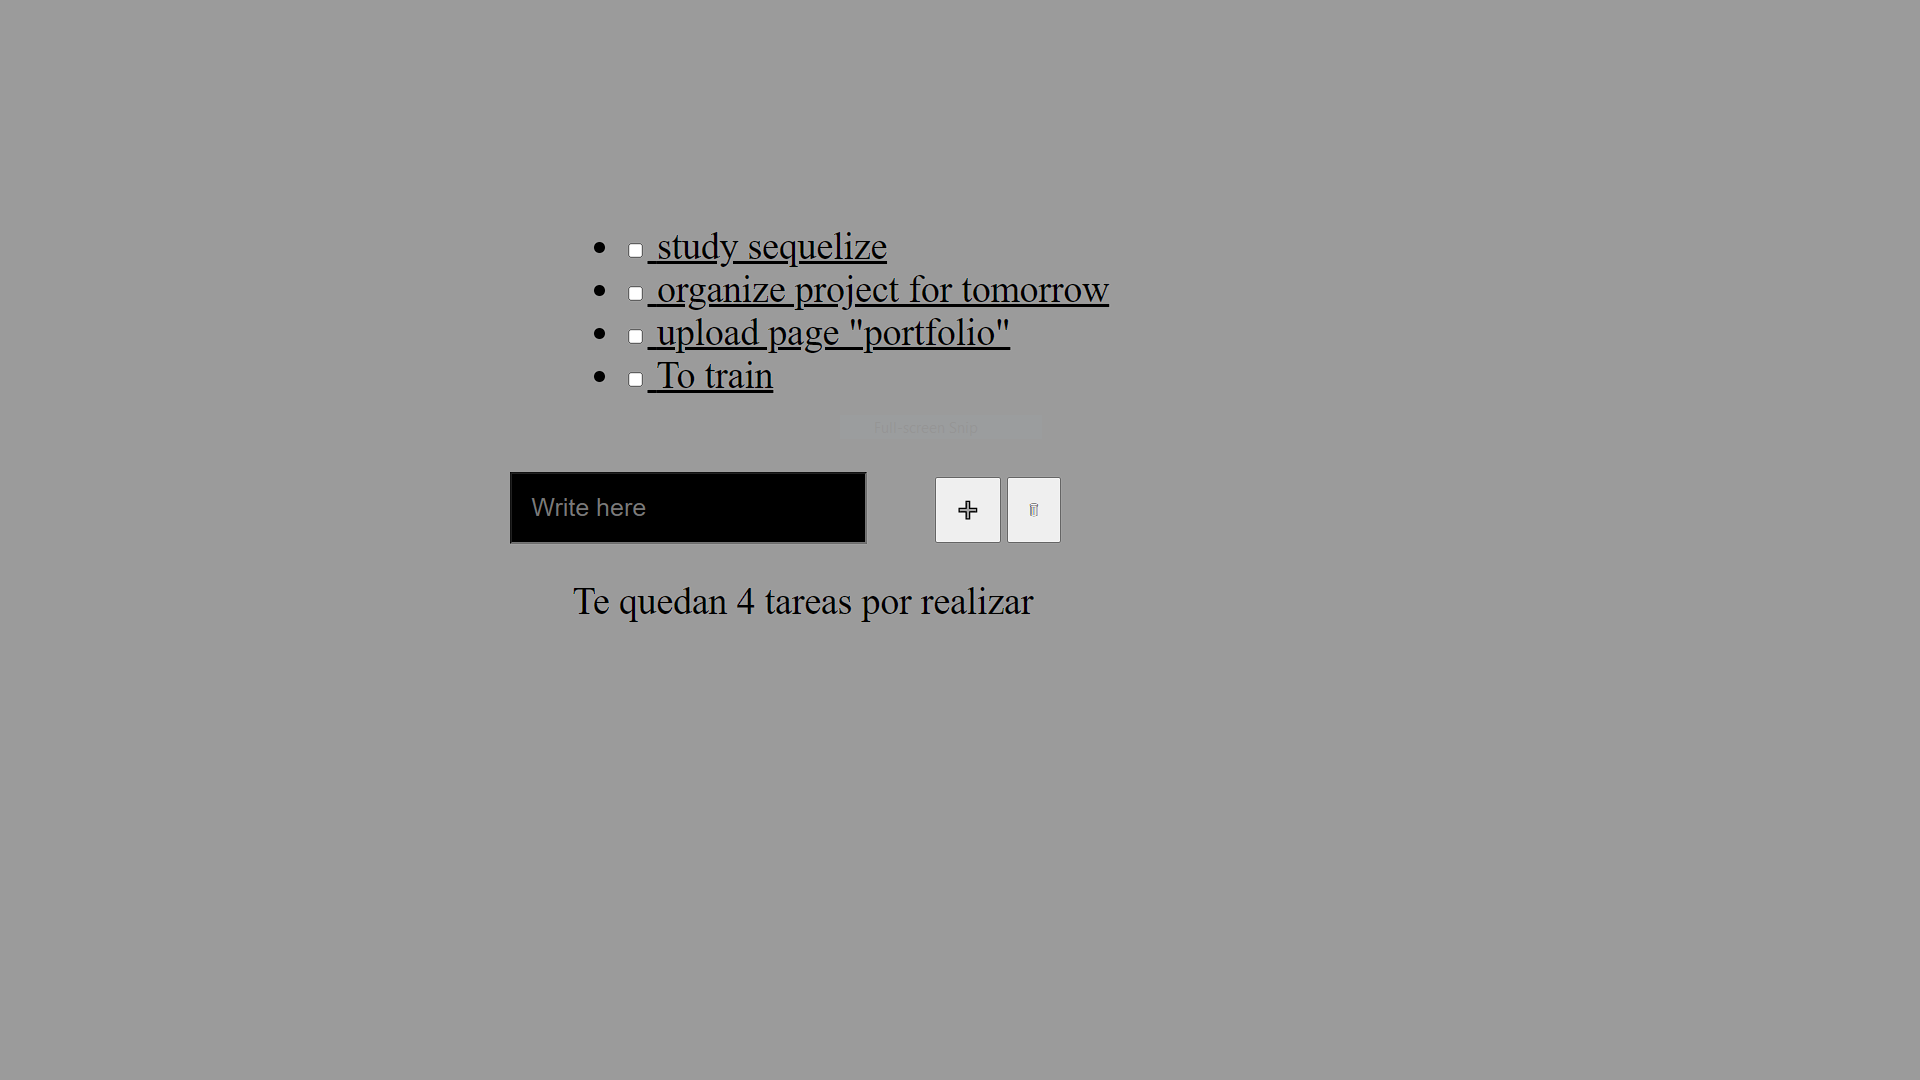 study sequelize
organize project for tomorrow
upload page "portfolio"
To train
Full-screen Snip
Write here
Te quedan 4 tareas por realizar